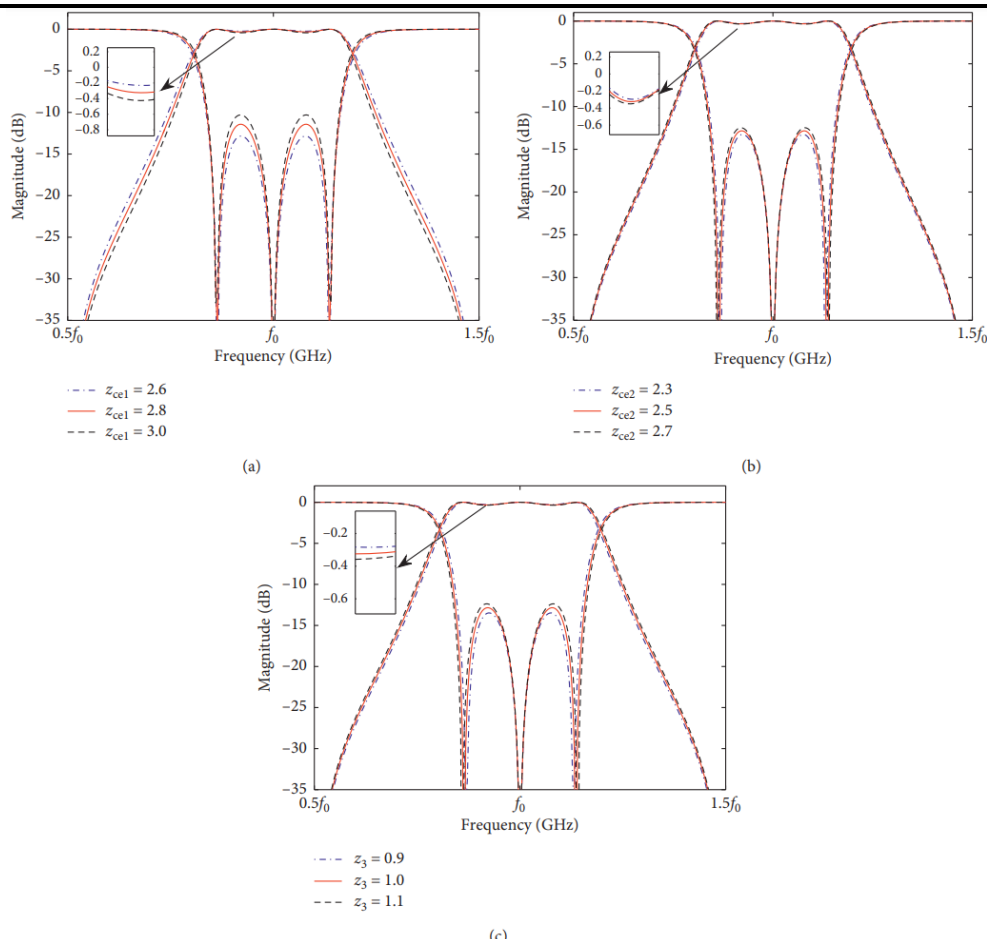 0
−5
−10
−15
−20
−25
−30
−35
Magnitude (dB)
0.2
0
−0.2
−0.4
−0.6
−0.8
0.5f0
f0
1.5f0
Frequency (GHz)
zce1 = 2.6
zce1 = 2.8
zce1 = 3.0
(a)
0
−5
−10
−15
−20
−25
−30
−35
Magnitude (dB)
0.2
0
−0.2
−0.4
−0.6
0.5f0
f0
1.5f0
Frequency (GHz)
zce2 = 2.3
zce2 = 2.5
zce2 = 2.7
(b)
0
−5
−10
−15
−20
−25
−30
−35
Magnitude (dB)
−0.2
−0.4
−0.6
0.5f0
f0
1.5f0
Frequency (GHz)
z3 = 0.9
z3 = 1.0
z3 = 1.1
(c)